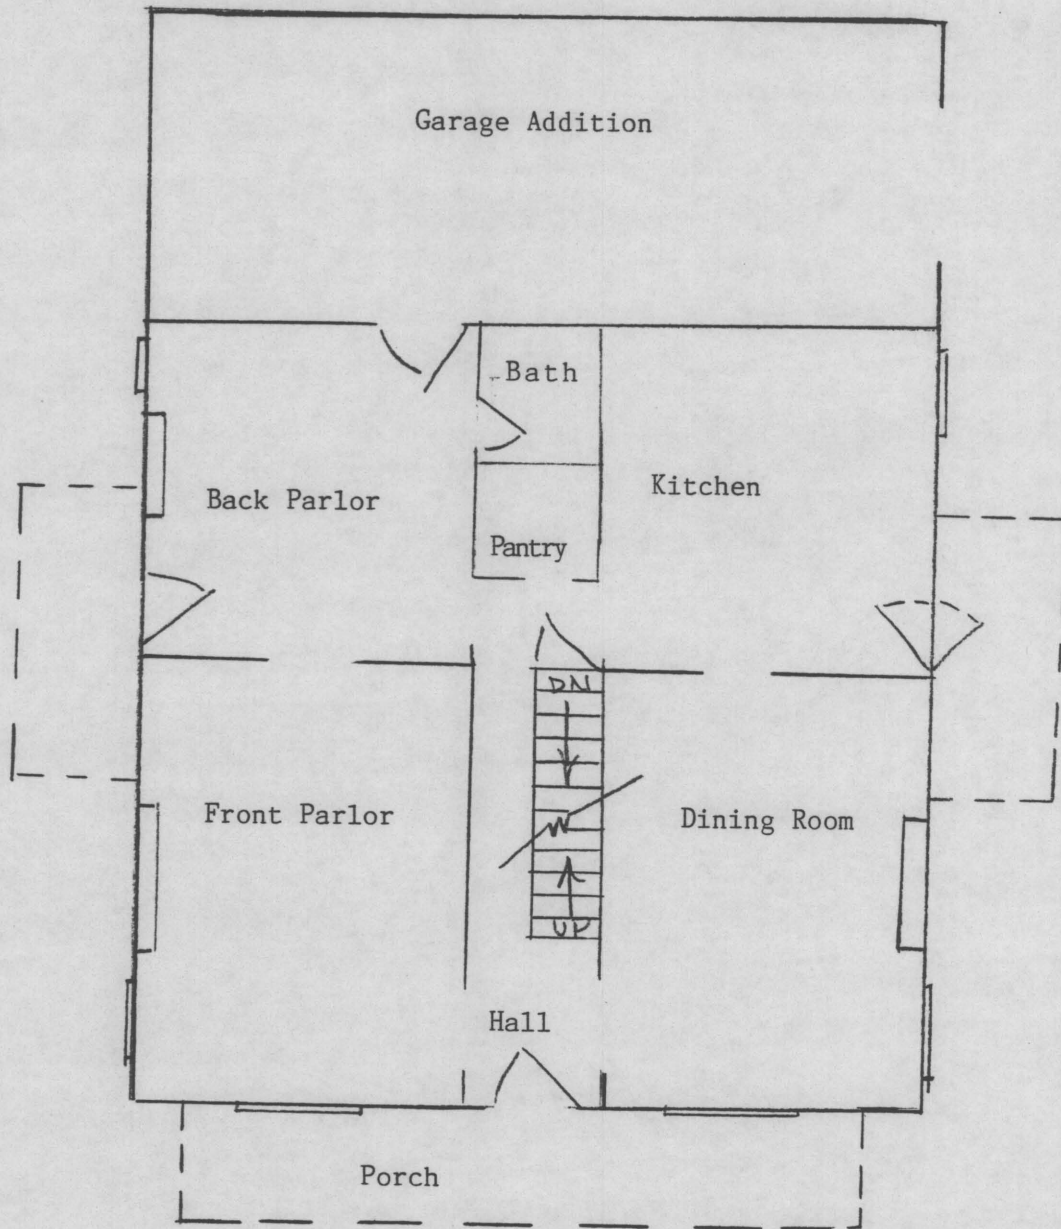 Garage Addition
Bath
Back Parlor
Kitchen
Pantry
DN
Front Parlor
Dining Room
UP
Hall
Porch